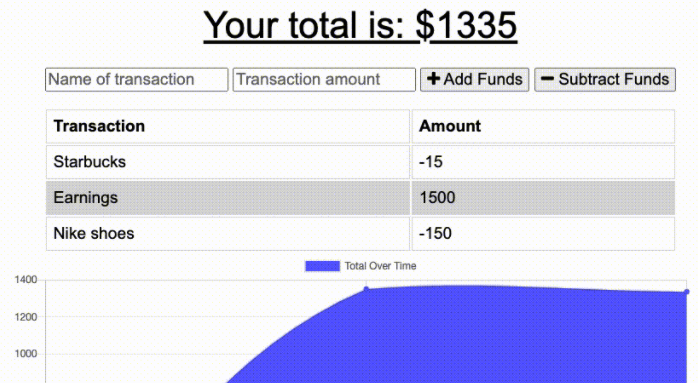 Your total is: $1335
Name of transaction Transaction amount Add Funds Subtract Funds
Transaction Amount
Starbucks -15
Earnings 1500
Nike shoes -150
Total Over Time
1400
1200
1000